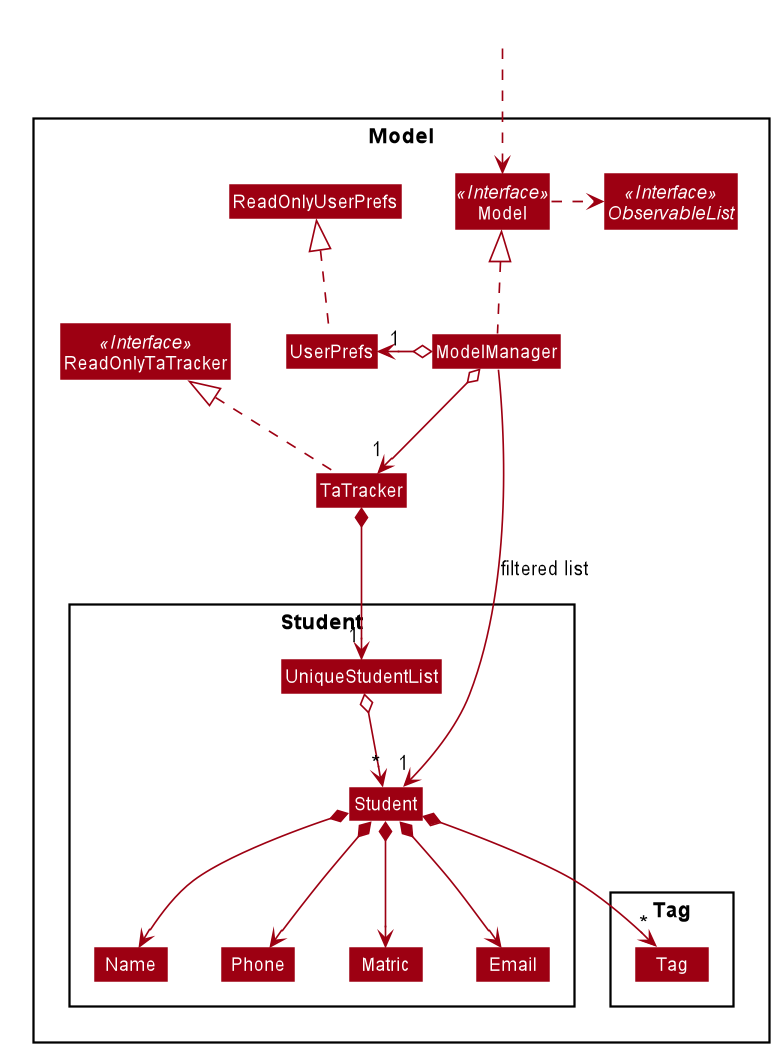 Model
«Interface»
Model
«Interface»
ObservableList
ReadOnlyUserPrefs
«Interface»
ReadOnlyTaTracker
UserPrefs
1
ModelManager
1
TaTracker
filtered list
Student
1
UniqueStudentList
*
1
Student
*
Tag
Name
Phone
Matric
Email
Tag